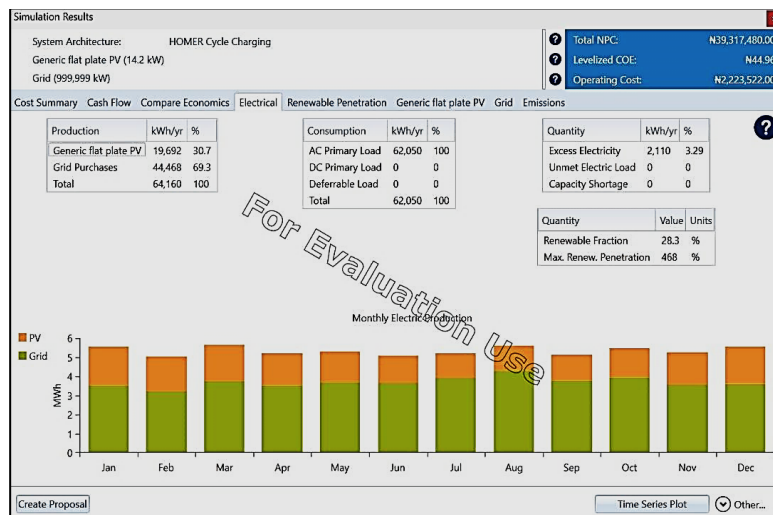 Simulation Results
System Architecture: HOMER Cycle Charging
Generic flat plate PV (14.2 kW)
Grid (999,999 kW)
Total NPC: ₦39,317,480.00
Levelized COE: ₦44.96
Operating Cost: ₦2,223,522.00
Cost Summary Cash Flow Compare Economics Electrical Renewable Penetration Generic flat plate PV Grid Emissions
Production kWh/yr %
Generic flat plate PV 19,692 30.7
Grid Purchases 44,468 69.3
Total 64,160 100
Consumption kWh/yr %
AC Primary Load 62,050 100
DC Primary Load 0 0
Deferrable Load 0 0
Total 62,050 100
Quantity kWh/yr %
Excess Electricity 2,110 3.29
Unmet Electric Load 0 0
Capacity Shortage 0 0
Quantity Value Units
Renewable Fraction 28.3 %
Max. Renew. Penetration 468 %
For Evaluation Use
Monthly Electric Production
PV
Grid
MWh
6
5
4
3
2
1
0
Jan Feb Mar Apr May Jun Jul Aug Sep Oct Nov Dec
Create Proposal
Time Series Plot
Other...